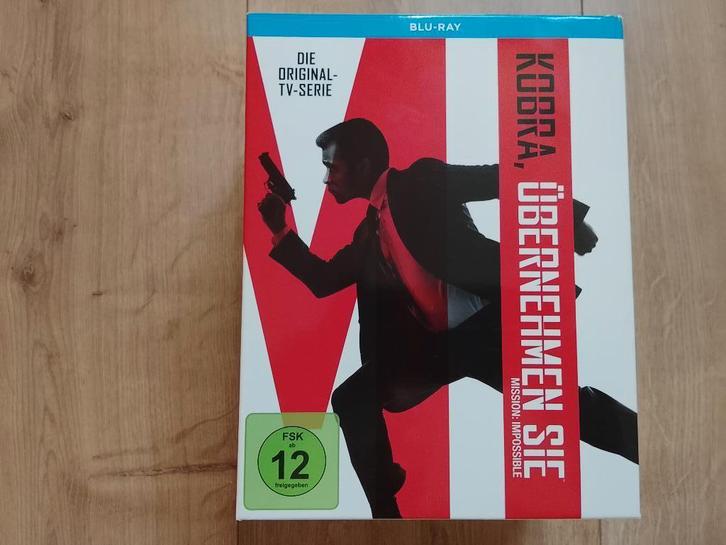 BLU-RAY
DIE
ORIGINAL-
TV-SERIE
KOBRA, ÜBERNEHMEN SIE
MISSION: IMPOSSIBLE
FSK
ab
12
freigegeben